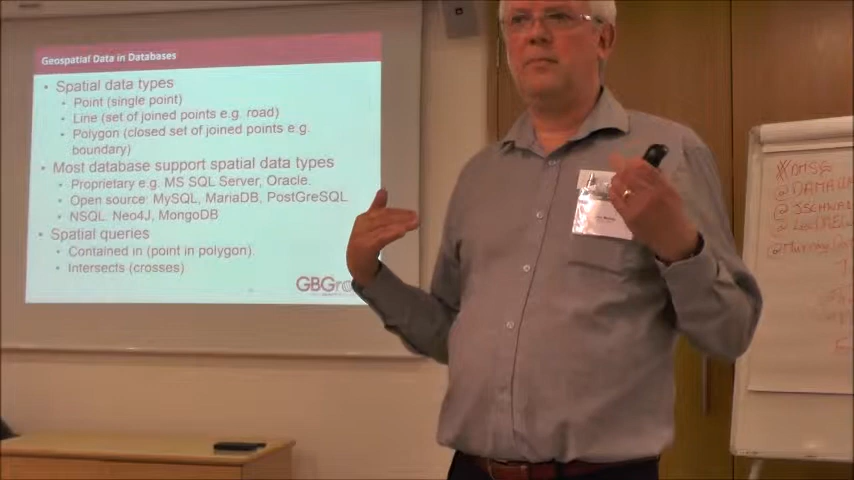 Geospatial Data in Databases
• Spatial data types
• Point (single point)
• Line (set of joined points e.g. road)
• Polygon (closed set of joined points e.g.
boundary)
• Most database support spatial data types
• Proprietary e.g. MS SQL Server, Oracle.
• Open source: MySQL, MariaDB, PostGreSQL
• NSQL: Neo4J, MongoDB
• Spatial queries
• Contained in (point in polygon)
• Intersects (crosses)
GBGro
#DMSG
@DAMAUK